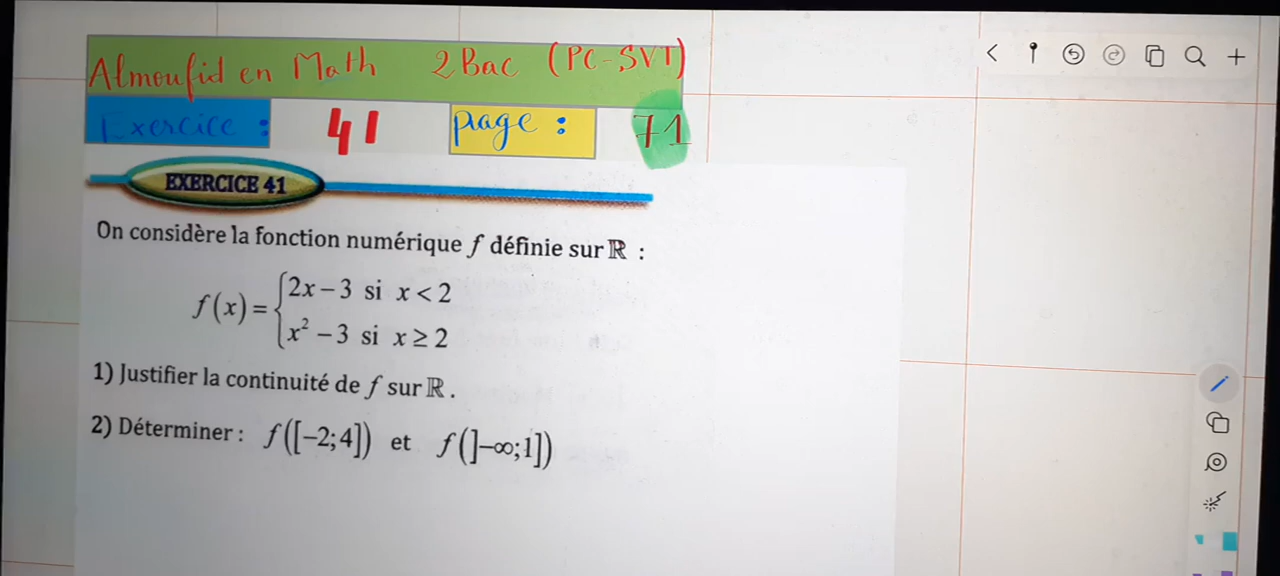 Almoufid en Math 2Bac (PC-SVT)
Exercice : 41 page : 71
EXERCICE 41
On considère la fonction numérique f définie sur ℝ :
f(x) = { 2x − 3 si x < 2
x² − 3 si x ≥ 2
1) Justifier la continuité de f sur ℝ .
2) Déterminer : f([−2;4]) et f(]−∞;1])